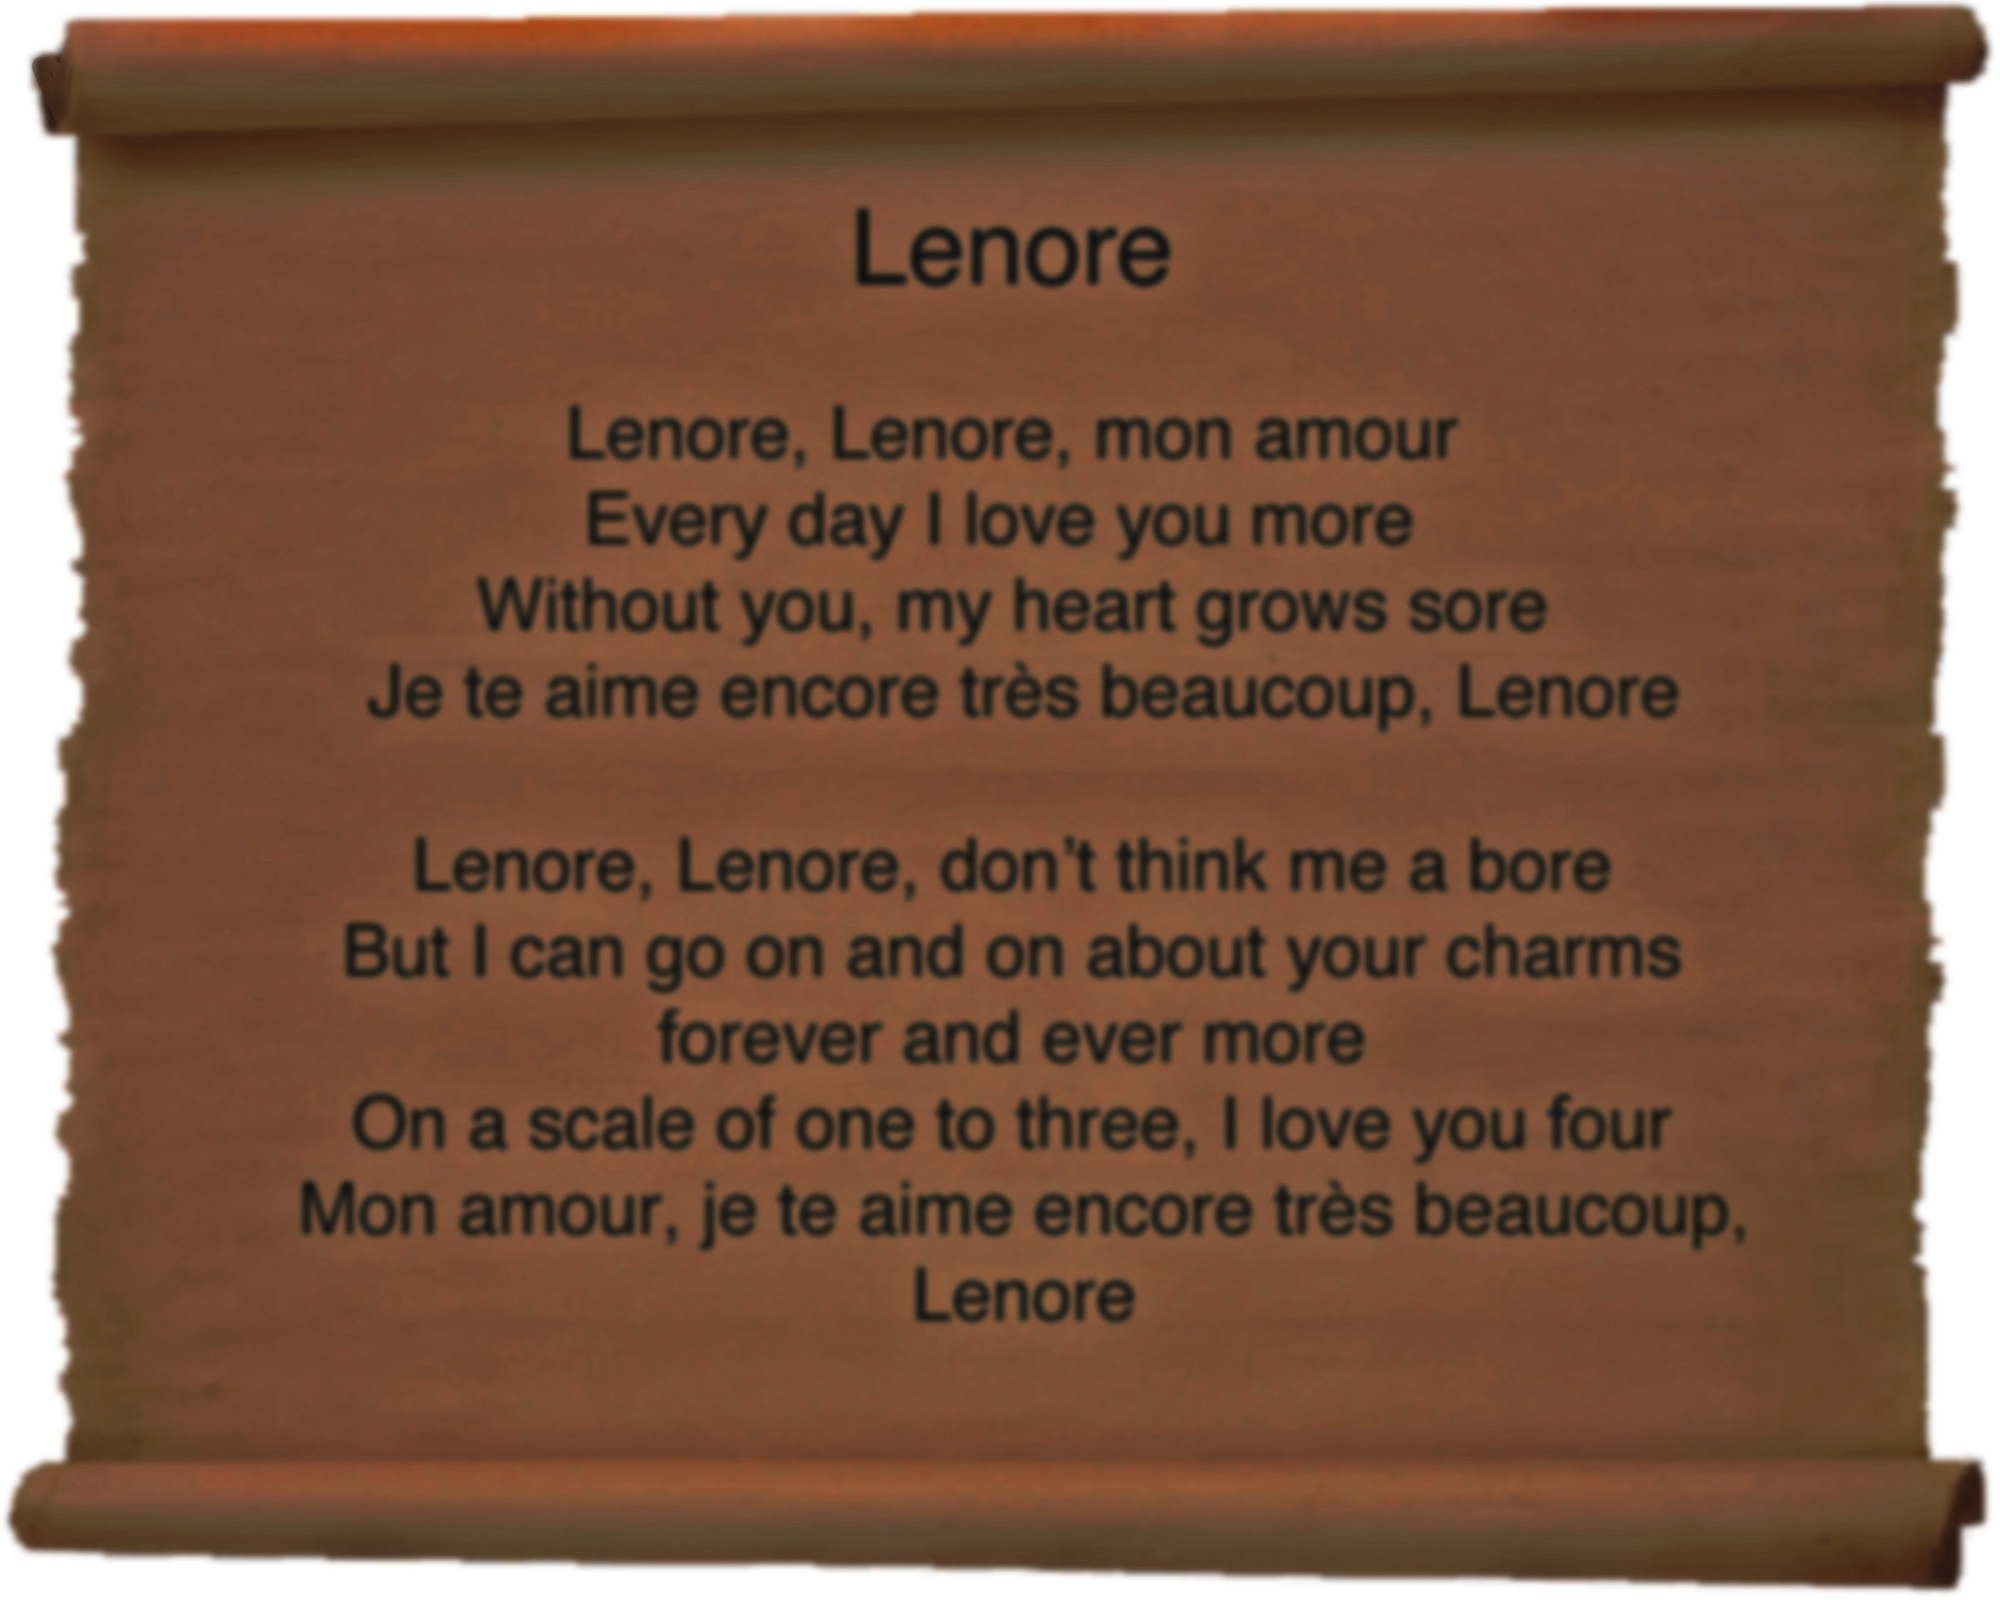 Lenore
Lenore, Lenore, mon amour
Every day I love you more
Without you, my heart grows sore
Je te aime encore très beaucoup, Lenore
Lenore, Lenore, don’t think me a bore
But I can go on and on about your charms
forever and ever more
On a scale of one to three, I love you four
Mon amour, je te aime encore très beaucoup,
Lenore